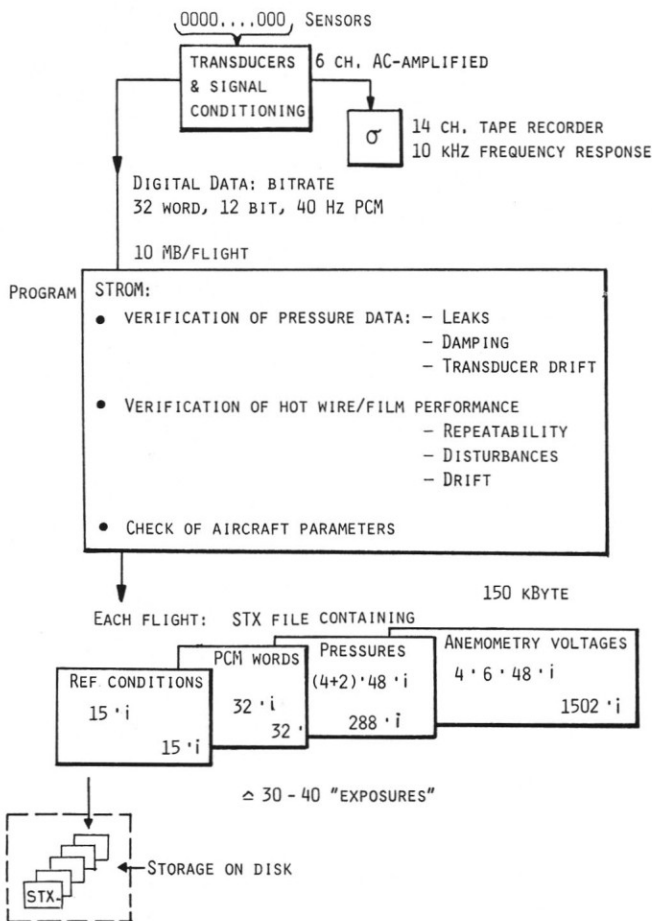 0000....000 SENSORS
TRANSDUCERS
& SIGNAL
CONDITIONING
6 CH. AC-AMPLIFIED
σ
14 CH. TAPE RECORDER
10 KHZ FREQUENCY RESPONSE
DIGITAL DATA: BITRATE
32 WORD, 12 BIT, 40 HZ PCM
10 MB/FLIGHT
PROGRAM
STROM:
• VERIFICATION OF PRESSURE DATA: – LEAKS
– DAMPING
– TRANSDUCER DRIFT
• VERIFICATION OF HOT WIRE/FILM PERFORMANCE
– REPEATABILITY
– DISTURBANCES
– DRIFT
• CHECK OF AIRCRAFT PARAMETERS
150 KBYTE
EACH FLIGHT: STX FILE CONTAINING
REF. CONDITIONS
15 · i
15 · i
PCM WORDS
32 · i
32 ·
PRESSURES
(4+2) · 48 · i
288 · i
ANEMOMETRY VOLTAGES
4 · 6 · 48 · i
1502 · i
≙ 30 - 40 "EXPOSURES"
STX.
STORAGE ON DISK